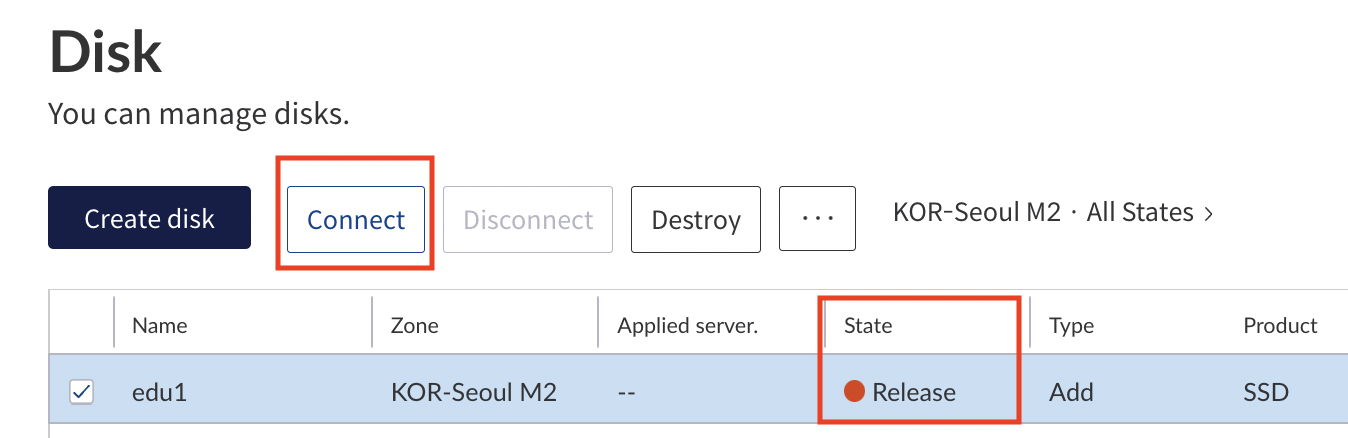 Disk
You can manage disks.
Create disk Connect Disconnect Destroy ... KOR-Seoul M2 · All States >
Name Zone Applied server. State Type Product
edu1 KOR-Seoul M2 -- Release Add SSD